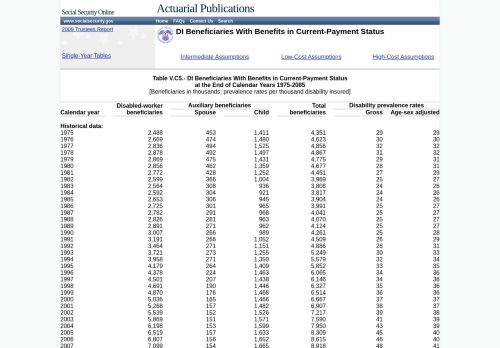 Social Security Online
Actuarial Publications
www.socialsecurity.gov Home FAQs Contact Us Search
2009 Trustees Report
DI Beneficiaries With Benefits in Current-Payment Status
Single-Year Tables
Intermediate Assumptions Low-Cost Assumptions High-Cost Assumptions
Table V.C5.- DI Beneficiaries With Benefits in Current-Payment Status
at the End of Calendar Years 1975-2085
[Beneficiaries in thousands; prevalence rates per thousand disability insured]
Disabled-worker Auxiliary beneficiaries Total Disability prevalence rates
Calendar year beneficiaries Spouse Child beneficiaries Gross Age-sex adjusted
Historical data:
1975 2,488 453 1,411 4,351 29 29
1976 2,669 474 1,480 4,623 30 30
1977 2,836 494 1,525 4,856 32 32
1978 2,878 492 1,497 4,867 31 32
1979 2,869 475 1,431 4,775 29 31
1980 2,856 462 1,359 4,677 28 31
1981 2,772 428 1,252 4,451 27 29
1982 2,599 366 1,004 3,969 25 27
1983 2,564 308 936 3,808 24 26
1984 2,592 304 921 3,817 24 26
1985 2,653 306 945 3,904 24 26
1986 2,725 301 965 3,991 25 27
1987 2,782 291 968 4,041 25 27
1988 2,826 281 963 4,070 25 27
1989 2,891 271 962 4,124 25 27
1990 3,007 266 989 4,261 25 28
1991 3,191 266 1,052 4,509 26 29
1992 3,464 271 1,151 4,886 28 31
1993 3,721 273 1,255 5,249 30 33
1994 3,958 271 1,350 5,579 32 34
1995 4,179 264 1,409 5,852 33 35
1996 4,378 224 1,463 6,065 34 36
1997 4,501 207 1,438 6,146 34 36
1998 4,691 190 1,446 6,327 35 36
1999 4,870 176 1,468 6,514 36 36
2000 5,036 165 1,466 6,667 37 37
2001 5,268 157 1,482 6,907 38 37
2002 5,539 152 1,526 7,217 39 38
2003 5,869 151 1,571 7,590 41 39
2004 6,198 153 1,599 7,950 43 39
2005 6,519 157 1,633 8,309 45 40
2006 6,807 156 1,652 8,615 46 40
2007 7,099 154 1,665 8,918 48 41